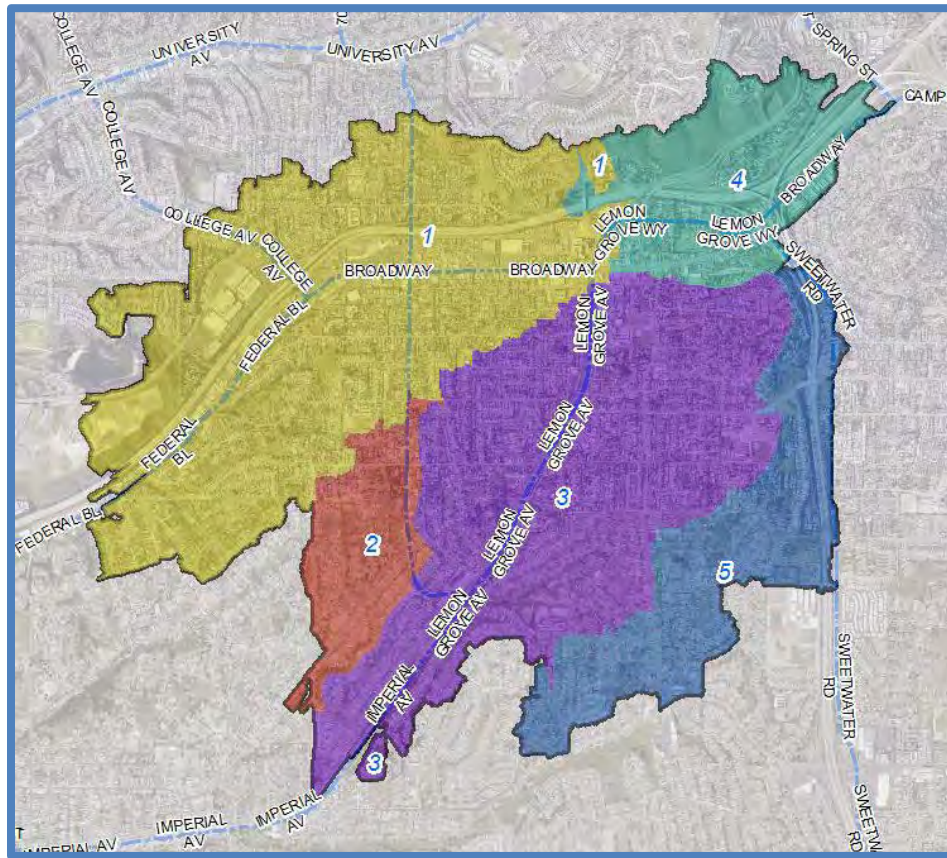 UNIVERSITY
AV
UNIVERSITY AV
SPRING ST
CAMP
COLLEGE AV
COLLEGE AV
COLLEGE AV
COLLEGE
AV
1
1
4
BROADWAY
LEMON
GROVE WY
LEMON
GROVE WY
BROADWAY
BROADWAY
SWEETWATER
RD
FEDERAL BL
LEMON
GROVE AV
FEDERAL
BL
LEMON
GROVE AV
FEDERAL BL
3
LEMON
GROVE AV
2
5
LEMON
GROVE AV
IMPERIAL
AV
SWEETWATER
RD
3
IMPERIAL
AV
IMPERIAL
AV
IMPERIAL AV
SWEETWA
RD